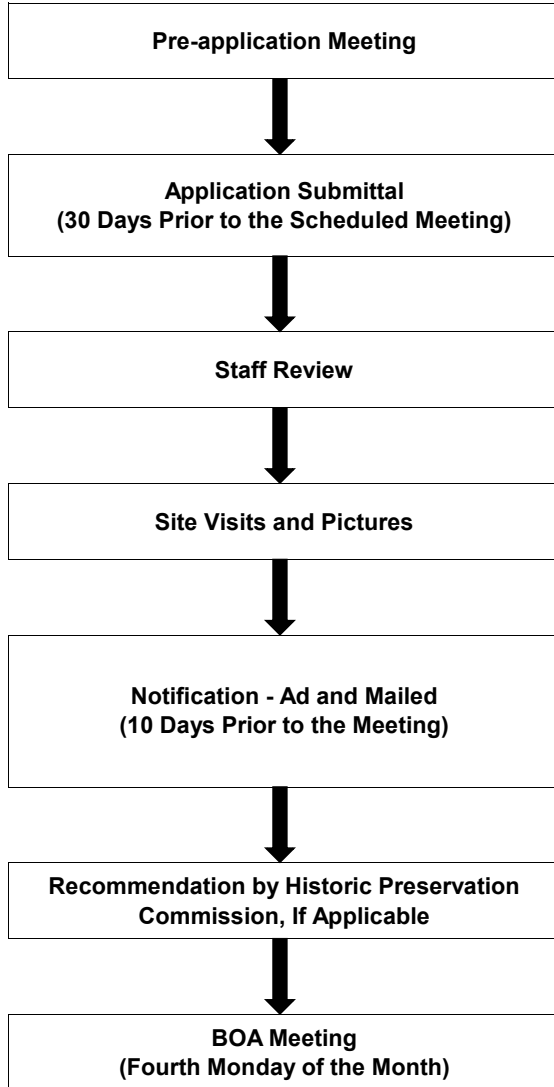 Pre-application Meeting
Application Submittal
(30 Days Prior to the Scheduled Meeting)
Staff Review
Site Visits and Pictures
Notification - Ad and Mailed
(10 Days Prior to the Meeting)
Recommendation by Historic Preservation
Commission, If Applicable
BOA Meeting
(Fourth Monday of the Month)